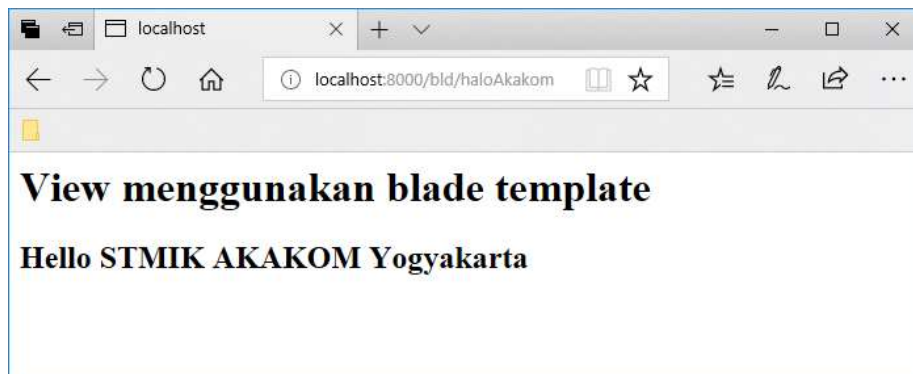 localhost
localhost:8000/bld/haloAkakom
View menggunakan blade template
Hello STMIK AKAKOM Yogyakarta